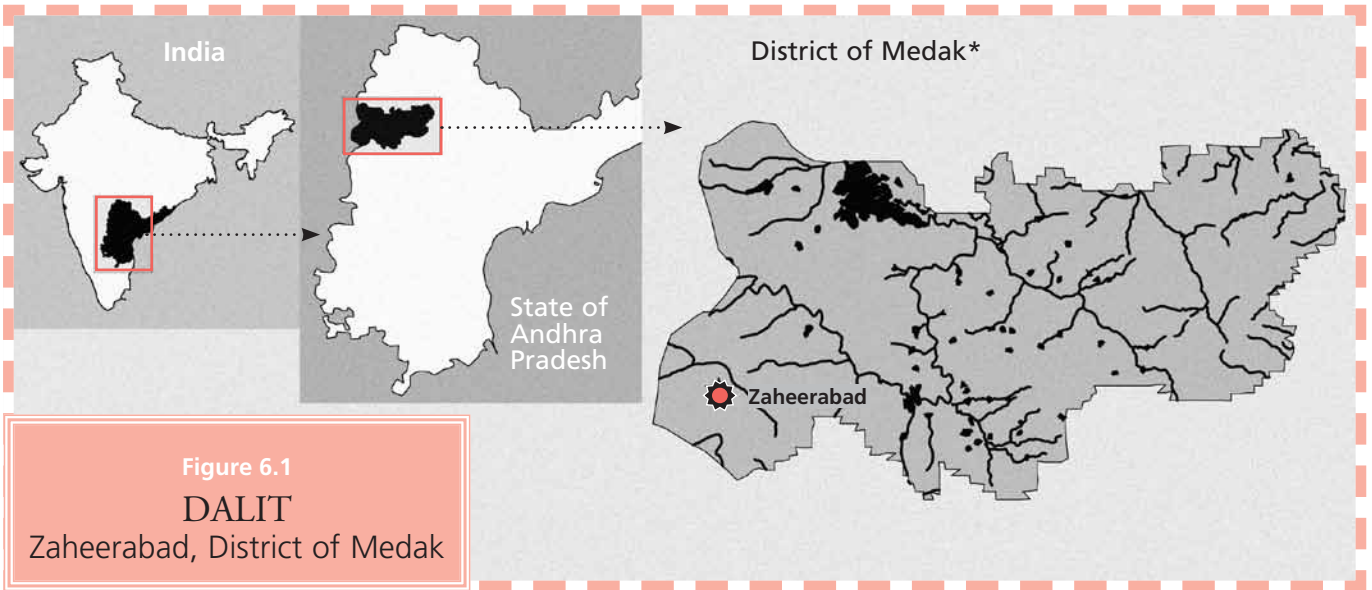 India
State of
Andhra
Pradesh
District of Medak*
Zaheerabad
Figure 6.1
DALIT
Zaheerabad, District of Medak